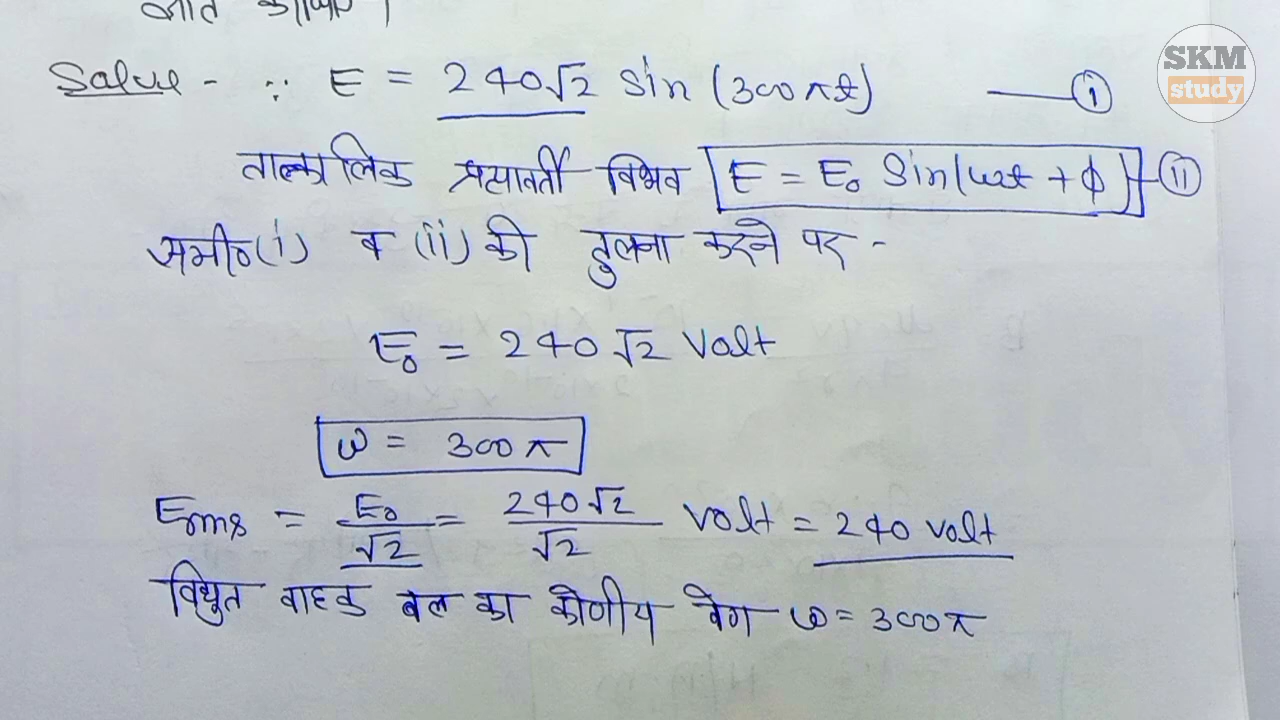 ज्ञात कीजिए।
SKM
study
Solve - ∵ E = 240√2 Sin (300πt) — (i)
तात्कालिक प्रत्यावर्ती विभव E = E₀ Sin(ωt + ϕ) — (ii)
समी०(i) व (ii) की तुलना करने पर -
E₀ = 240√2 Volt
ω = 300π
Erms = E₀/√2 = 240√2/√2 Volt = 240 Volt
विधुत वाहक बल का कोणीय वेग ω = 300π